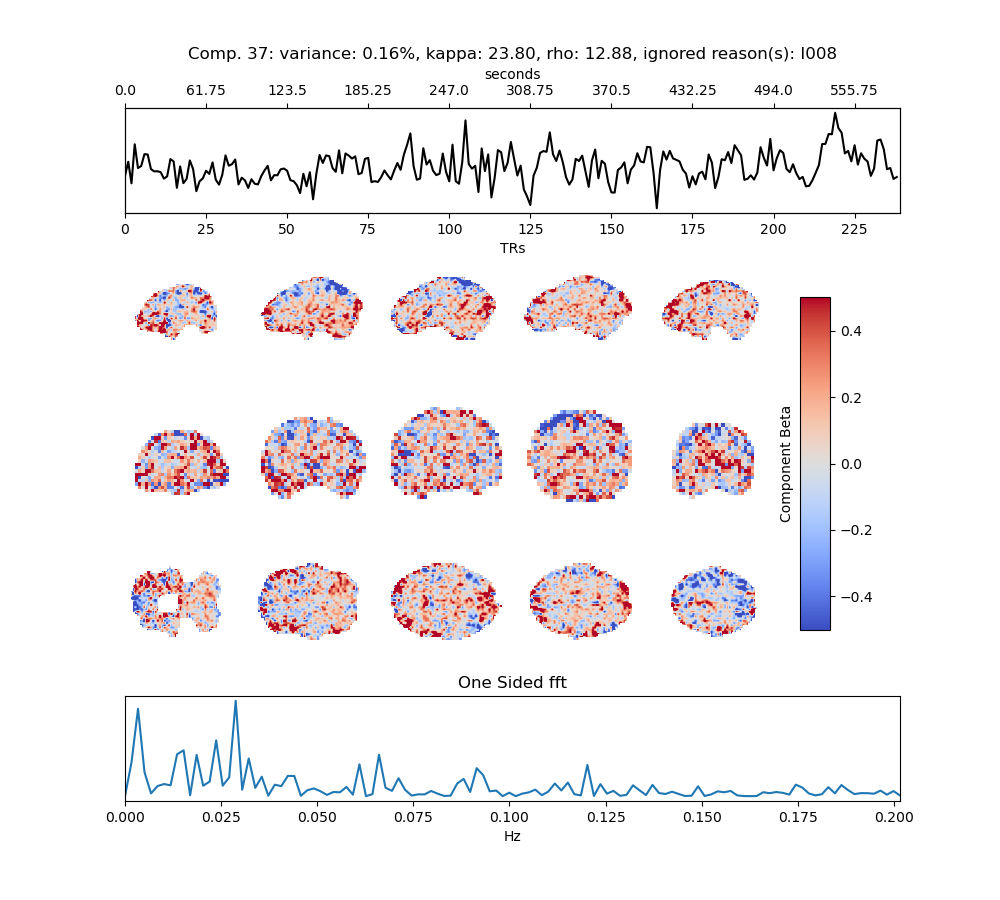 Comp. 37: variance: 0.16%, kappa: 23.80, rho: 12.88, ignored reason(s): I008
seconds
0.0 61.75 123.5 185.25 247.0 308.75 370.5 432.25 494.0 555.75
0 25 50 75 100 125 150 175 200 225
TRs
0.4
0.2
0.0
−0.2
−0.4
Component Beta
One Sided fft
0.000 0.025 0.050 0.075 0.100 0.125 0.150 0.175 0.200
Hz